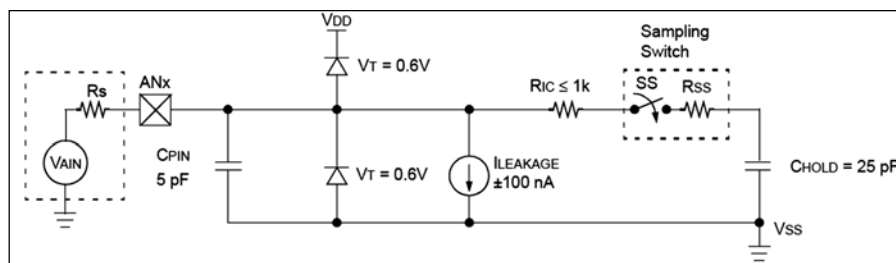 VDD
Sampling
Switch
VT = 0.6V
ANx
Rs
RIC ≤ 1k
SS
RSS
VAIN
CPIN
5 pF
VT = 0.6V
ILEAKAGE
±100 nA
CHOLD = 25 pF
VSS